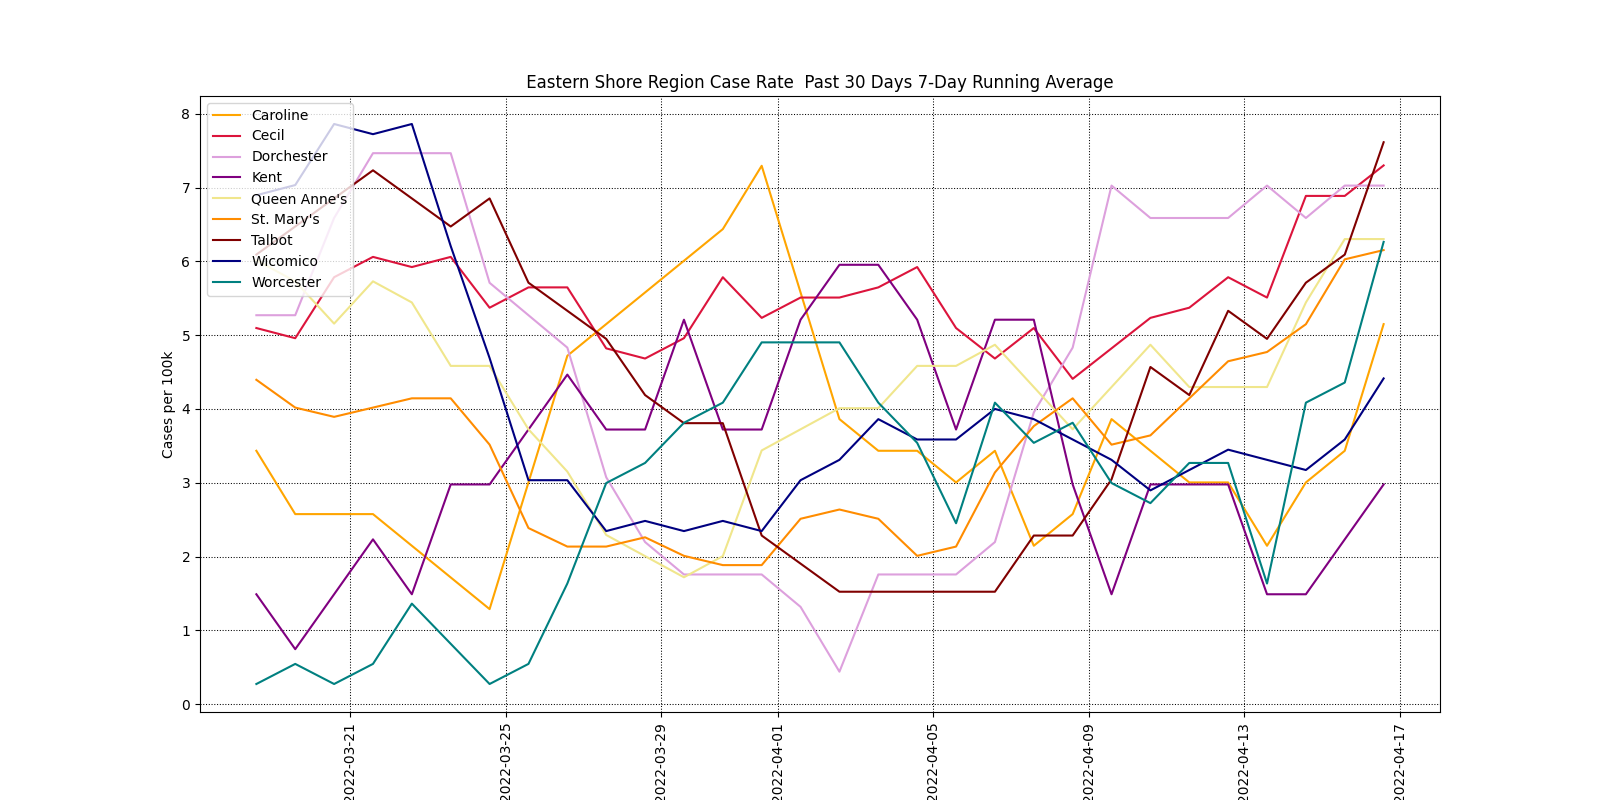 Eastern Shore Region Case Rate  Past 30 Days 7-Day Running Average
Caroline
Cecil
Dorchester
Kent
Queen Anne's
St. Mary's
Talbot
Wicomico
Worcester
Cases per 100k
8
7
6
5
4
3
2
1
0
2022-03-21
2022-03-25
2022-03-29
2022-04-01
2022-04-05
2022-04-09
2022-04-13
2022-04-17